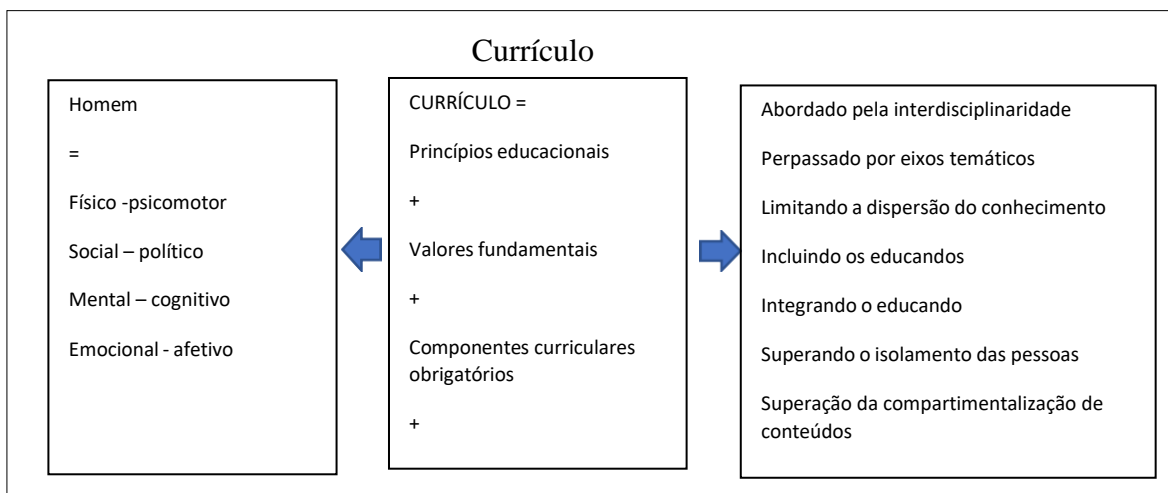 Currículo
Homem
=
Físico -psicomotor
Social – político
Mental – cognitivo
Emocional - afetivo
CURRÍCULO =
Princípios educacionais
+
Valores fundamentais
+
Componentes curriculares
obrigatórios
+
Abordado pela interdisciplinaridade
Perpassado por eixos temáticos
Limitando a dispersão do conhecimento
Incluindo os educandos
Integrando o educando
Superando o isolamento das pessoas
Superação da compartimentalização de
conteúdos